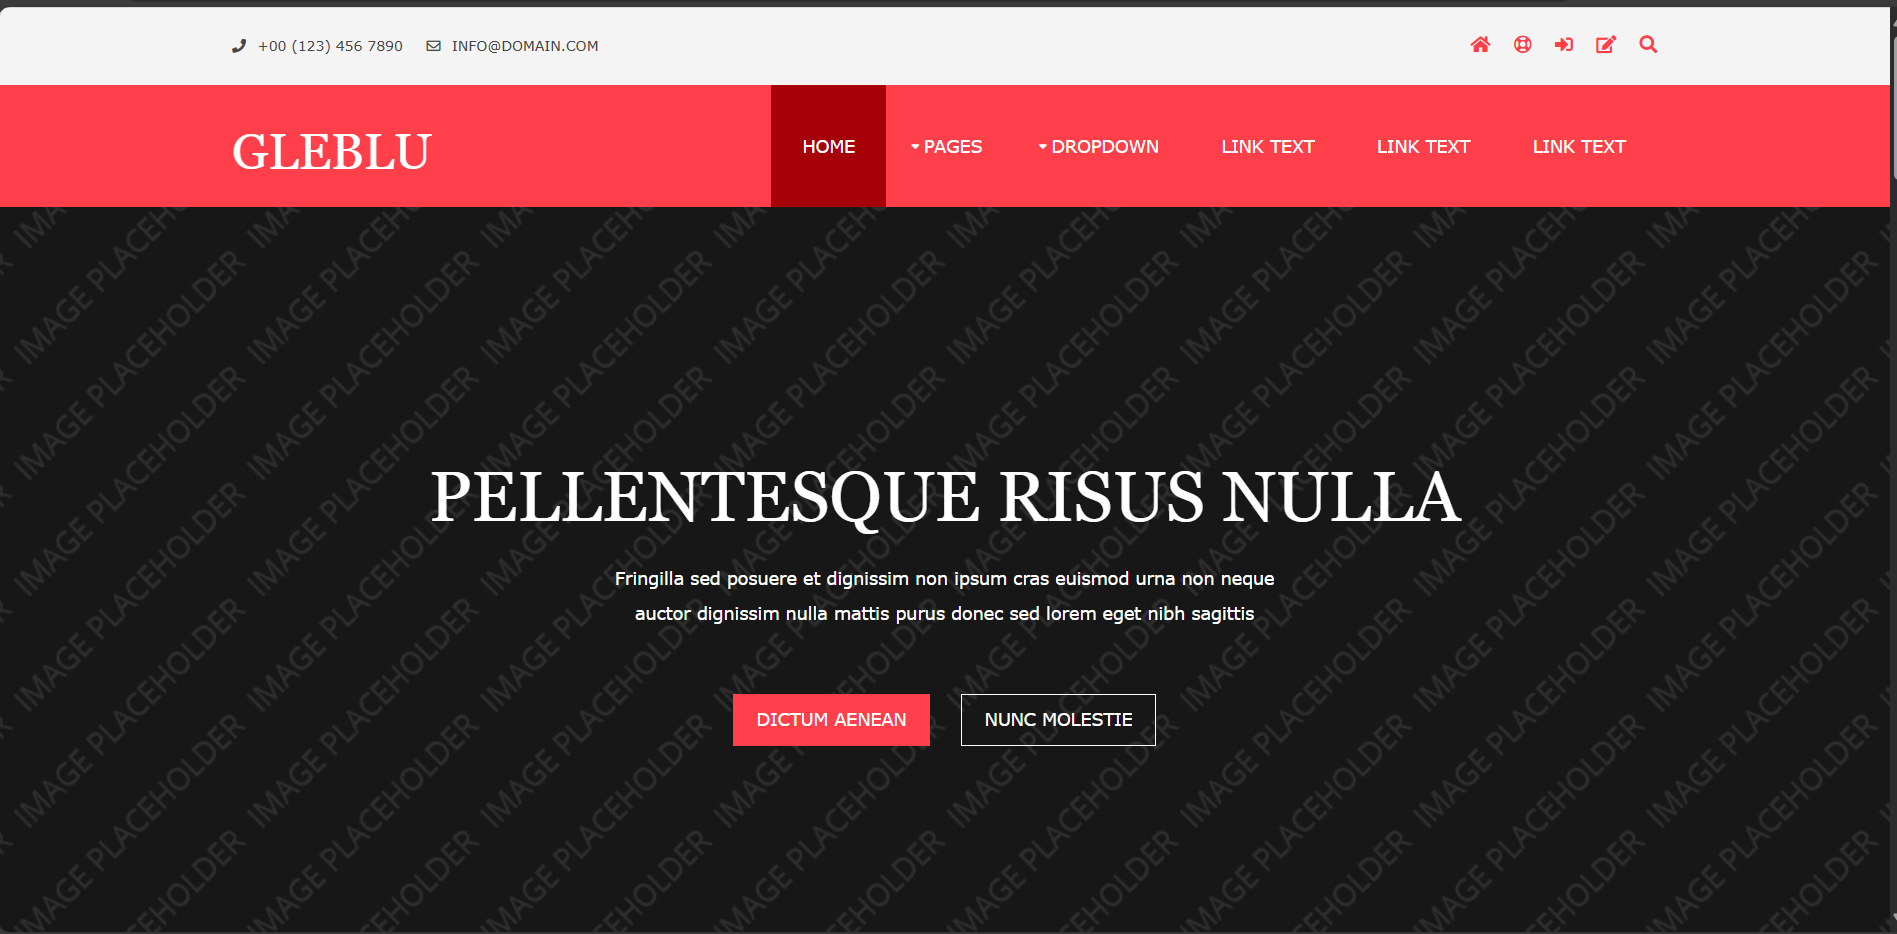 +00 (123) 456 7890 INFO@DOMAIN.COM
GLEBLU HOME PAGES DROPDOWN LINK TEXT LINK TEXT LINK TEXT
PELLENTESQUE RISUS NULLA
Fringilla sed posuere et dignissim non ipsum cras euismod urna non neque
auctor dignissim nulla mattis purus donec sed lorem eget nibh sagittis
DICTUM AENEAN NUNC MOLESTIE
IMAGE PLACEHOLDER